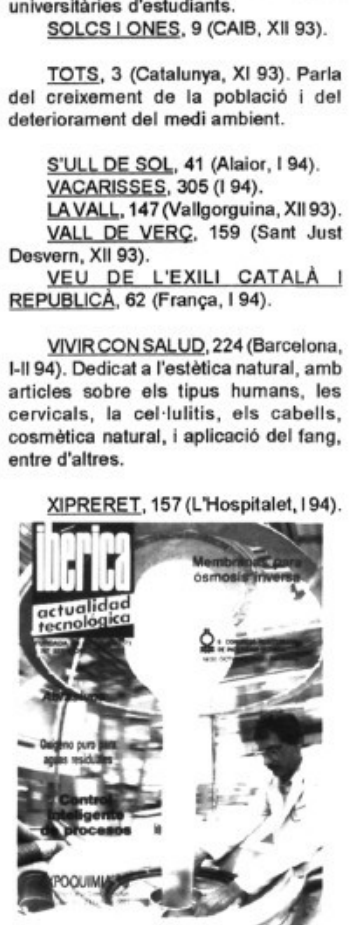 universitàries d'estudiants.
SOLCS I ONES, 9 (CAIB, XII 93).
TOTS, 3 (Catalunya, XI 93). Parla
del creixement de la població i del
deteriorament del medi ambient.
S'ULL DE SOL, 41 (Alaior, I 94).
VACARISSES, 305 (I 94).
LA VALL, 147 (Vallgorguina, XII 93).
VALL DE VERÇ, 159 (Sant Just
Desvern, XII 93).
VEU DE L'EXILI CATALÀ I
REPUBLICÀ, 62 (França, I 94).
VIVIR CON SALUD, 224 (Barcelona,
I-II 94). Dedicat a l'estètica natural, amb
articles sobre els tipus humans, les
cervicals, la cel·lulitis, els cabells,
cosmètica natural, i aplicació del fang,
entre d'altres.
XIPRERET, 157 (L'Hospitalet, I 94).
iberica
actualidad
tecnológica
Membranas para
ósmosis inversa
Oxígeno puro para
aguas residuales
Control
inteligente
de procesos